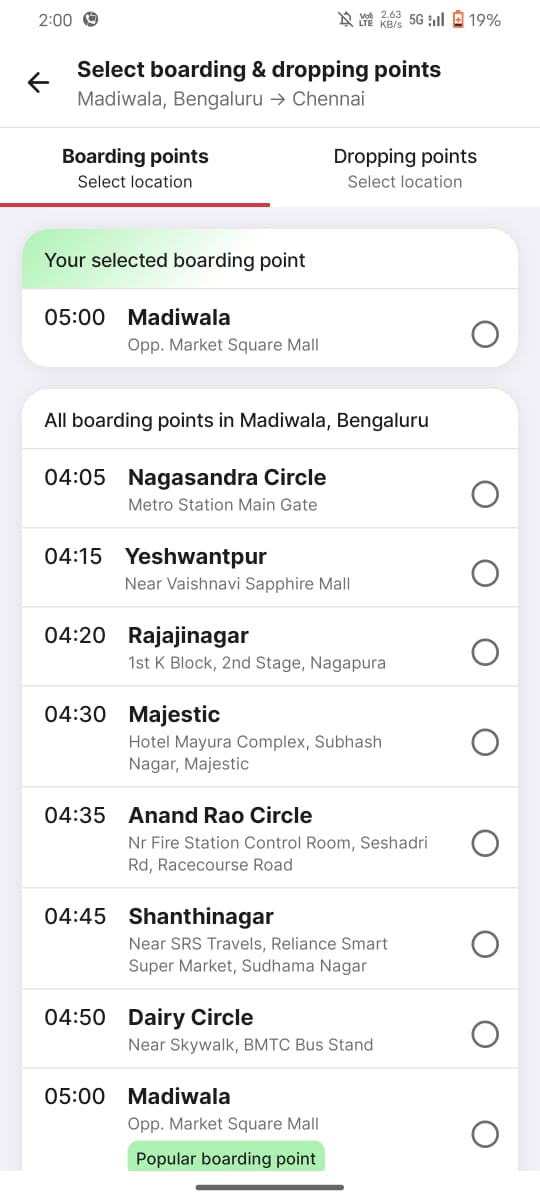 2:00 Vo) LTE 2.63 KB/s 5G 19%
Select boarding & dropping points
Madiwala, Bengaluru → Chennai
Boarding points Dropping points
Select location Select location
Your selected boarding point
05:00 Madiwala
Opp. Market Square Mall
All boarding points in Madiwala, Bengaluru
04:05 Nagasandra Circle
Metro Station Main Gate
04:15 Yeshwantpur
Near Vaishnavi Sapphire Mall
04:20 Rajajinagar
1st K Block, 2nd Stage, Nagapura
04:30 Majestic
Hotel Mayura Complex, Subhash
Nagar, Majestic
04:35 Anand Rao Circle
Nr Fire Station Control Room, Seshadri
Rd, Racecourse Road
04:45 Shanthinagar
Near SRS Travels, Reliance Smart
Super Market, Sudhama Nagar
04:50 Dairy Circle
Near Skywalk, BMTC Bus Stand
05:00 Madiwala
Opp. Market Square Mall
Popular boarding point